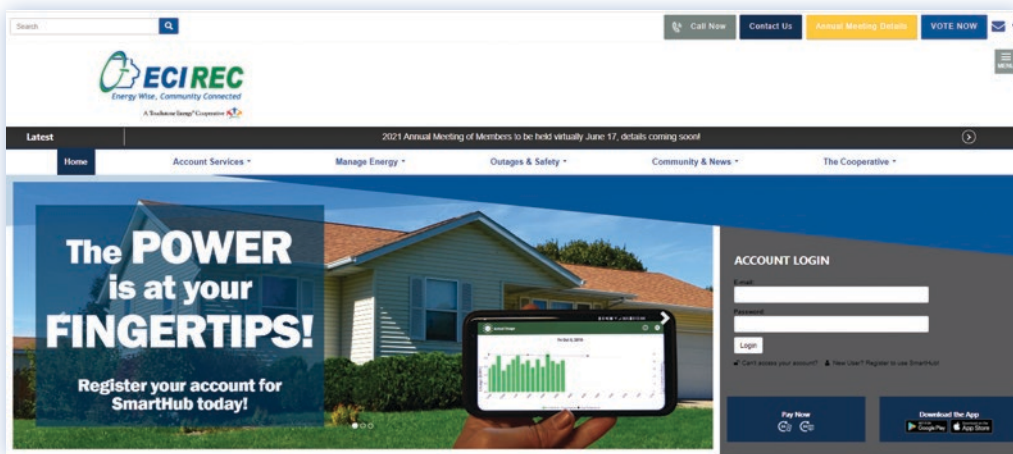 Search
Call Now
Contact Us
Annual Meeting Details
VOTE NOW
MENU
ECIREC
Energy Wise, Community Connected
A Touchstone Energy® Cooperative
Latest
2021 Annual Meeting of Members to be held virtually June 17, details coming soon!
Home
Account Services
Manage Energy
Outages & Safety
Community & News
The Cooperative
The POWER
is at your
FINGERTIPS!
Register your account for
SmartHub today!
ACCOUNT LOGIN
E-mail
Password
Login
Can't access your account? New User? Register to use SmartHub!
Pay Now
Download the App
Google Play
App Store